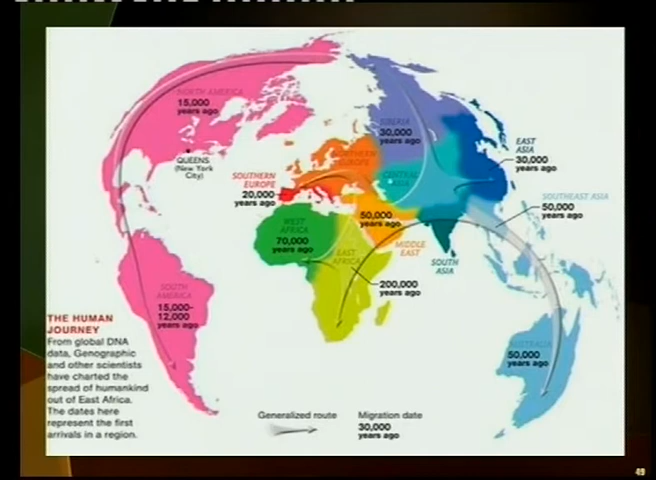 NORTH AMERICA
15,000
years ago
QUEENS
(New York
City)
SOUTHERN
EUROPE
20,000
years ago
SIBERIA
30,000
years ago
EAST
ASIA
30,000
years ago
CENTRAL
ASIA
SOUTHEAST ASIA
50,000
years ago
WEST
AFRICA
70,000
years ago
50,000
years ago
MIDDLE
EAST
EAST
AFRICA
200,000
years ago
SOUTH
ASIA
SOUTH
AMERICA
15,000-
12,000
years ago
AUSTRALIA
50,000
years ago
THE HUMAN
JOURNEY
From global DNA
data, Genographic
and other scientists
have charted the
spread of humankind
out of East Africa.
The dates here
represent the first
arrivals in a region.
Generalized route
Migration date
30,000
years ago
49